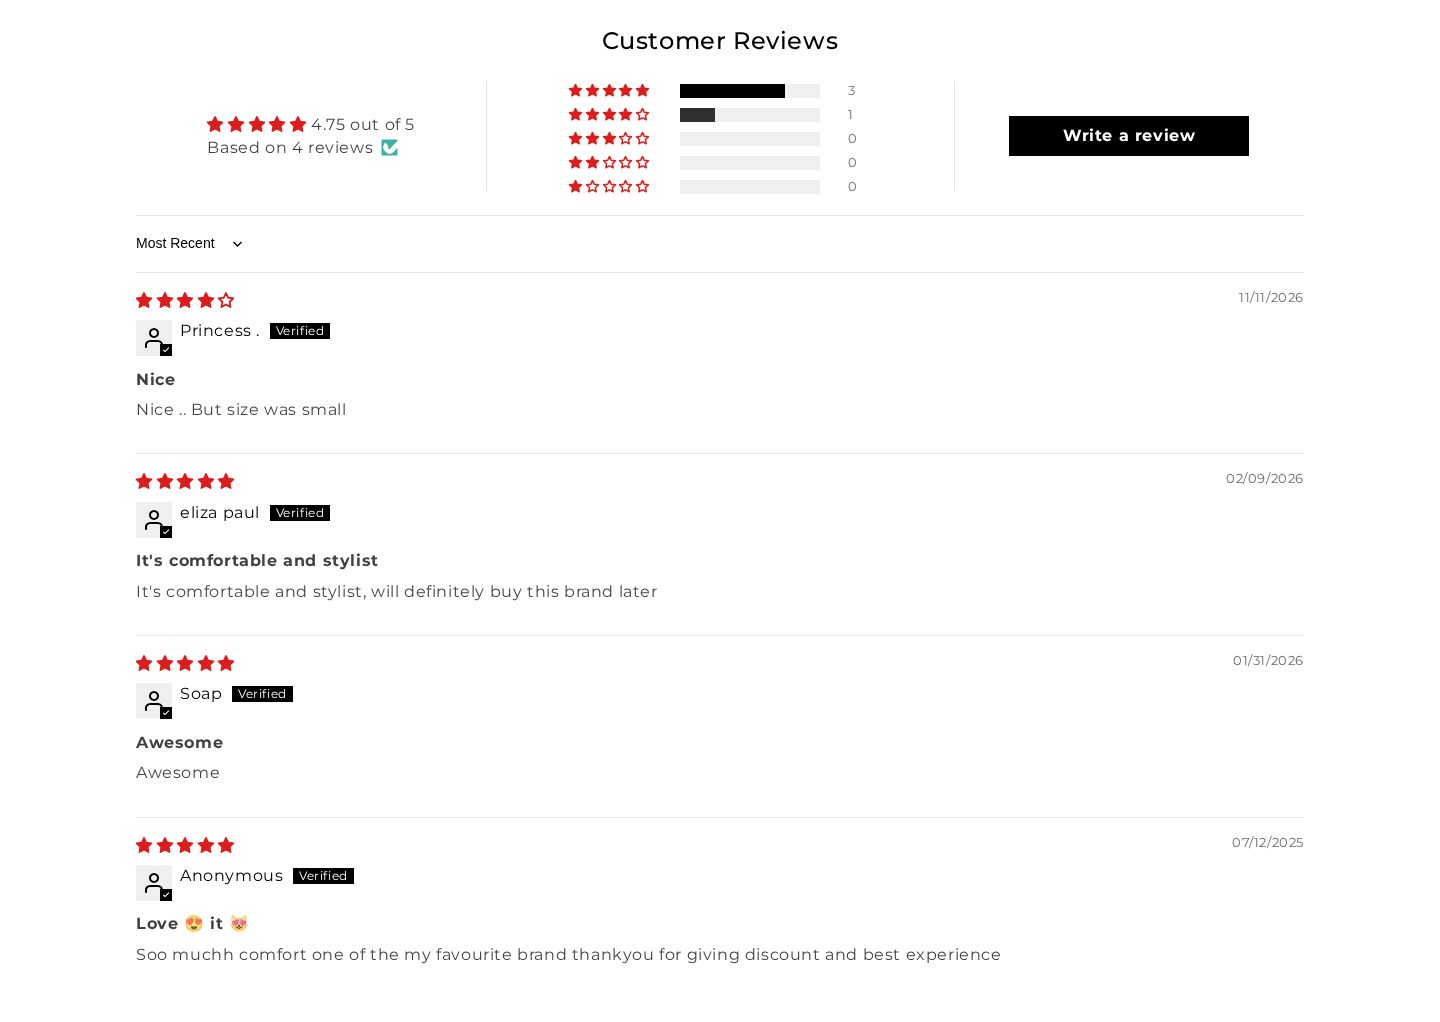 Customer Reviews
4.75 out of 5
Based on 4 reviews
3
1
0
0
0
Write a review
Most Recent
11/11/2026
Princess . Verified
Nice
Nice .. But size was small
02/09/2026
eliza paul Verified
It's comfortable and stylist
It's comfortable and stylist, will definitely buy this brand later
01/31/2026
Soap Verified
Awesome
Awesome
07/12/2025
Anonymous Verified
Love 😍 it 😻
Soo muchh comfort one of the my favourite brand thankyou for giving discount and best experience